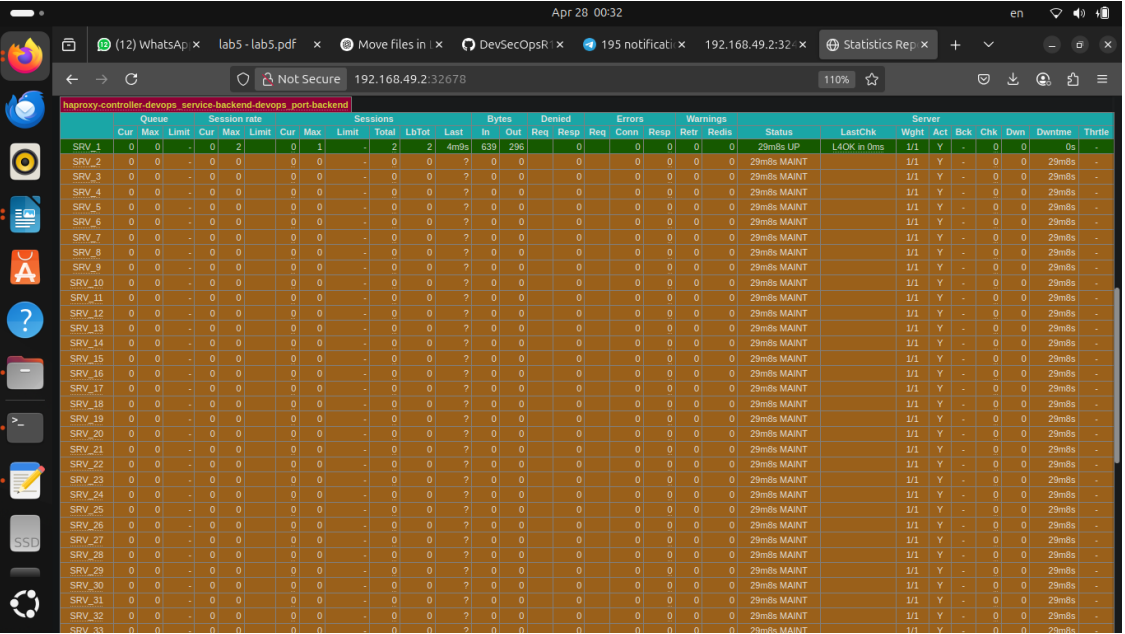 Apr 28 00:32 en
(12) WhatsAp lab5 - lab5.pdf Move files in L DevSecOpsR1 195 notificati 192.168.49.2:324 Statistics Rep
Not Secure 192.168.49.2:32678 110%
haproxy-controller-devops_service-backend-devops_port-backend
Queue Session rate Sessions Bytes Denied Errors Warnings Server
Cur Max Limit Cur Max Limit Cur Max Limit Total LbTot Last In Out Req Resp Req Conn Resp Retr Redis Status LastChk Wght Act Bck Chk Dwn Dwntme Thrtle
SRV_1 0 0 - 0 2 0 1 - 2 2 4m9s 639 296 0 0 0 0 0 29m8s UP L4OK in 0ms 1/1 Y - 0 0 0s -
SRV_2 0 0 - 0 0 0 0 - 0 0 ? 0 0 0 0 0 0 0 29m8s MAINT 1/1 Y - 0 0 29m8s -
SRV_3 0 0 - 0 0 0 0 - 0 0 ? 0 0 0 0 0 0 0 29m8s MAINT 1/1 Y - 0 0 29m8s -
SRV_4 0 0 - 0 0 0 0 - 0 0 ? 0 0 0 0 0 0 0 29m8s MAINT 1/1 Y - 0 0 29m8s -
SRV_5 0 0 - 0 0 0 0 - 0 0 ? 0 0 0 0 0 0 0 29m8s MAINT 1/1 Y - 0 0 29m8s -
SRV_6 0 0 - 0 0 0 0 - 0 0 ? 0 0 0 0 0 0 0 29m8s MAINT 1/1 Y - 0 0 29m8s -
SRV_7 0 0 - 0 0 0 0 - 0 0 ? 0 0 0 0 0 0 0 29m8s MAINT 1/1 Y - 0 0 29m8s -
SRV_8 0 0 - 0 0 0 0 - 0 0 ? 0 0 0 0 0 0 0 29m8s MAINT 1/1 Y - 0 0 29m8s -
SRV_9 0 0 - 0 0 0 0 - 0 0 ? 0 0 0 0 0 0 0 29m8s MAINT 1/1 Y - 0 0 29m8s -
SRV_10 0 0 - 0 0 0 0 - 0 0 ? 0 0 0 0 0 0 0 29m8s MAINT 1/1 Y - 0 0 29m8s -
SRV_11 0 0 - 0 0 0 0 - 0 0 ? 0 0 0 0 0 0 0 29m8s MAINT 1/1 Y - 0 0 29m8s -
SRV_12 0 0 - 0 0 0 0 - 0 0 ? 0 0 0 0 0 0 0 29m8s MAINT 1/1 Y - 0 0 29m8s -
SRV_13 0 0 - 0 0 0 0 - 0 0 ? 0 0 0 0 0 0 0 29m8s MAINT 1/1 Y - 0 0 29m8s -
SRV_14 0 0 - 0 0 0 0 - 0 0 ? 0 0 0 0 0 0 0 29m8s MAINT 1/1 Y - 0 0 29m8s -
SRV_15 0 0 - 0 0 0 0 - 0 0 ? 0 0 0 0 0 0 0 29m8s MAINT 1/1 Y - 0 0 29m8s -
SRV_16 0 0 - 0 0 0 0 - 0 0 ? 0 0 0 0 0 0 0 29m8s MAINT 1/1 Y - 0 0 29m8s -
SRV_17 0 0 - 0 0 0 0 - 0 0 ? 0 0 0 0 0 0 0 29m8s MAINT 1/1 Y - 0 0 29m8s -
SRV_18 0 0 - 0 0 0 0 - 0 0 ? 0 0 0 0 0 0 0 29m8s MAINT 1/1 Y - 0 0 29m8s -
SRV_19 0 0 - 0 0 0 0 - 0 0 ? 0 0 0 0 0 0 0 29m8s MAINT 1/1 Y - 0 0 29m8s -
SRV_20 0 0 - 0 0 0 0 - 0 0 ? 0 0 0 0 0 0 0 29m8s MAINT 1/1 Y - 0 0 29m8s -
SRV_21 0 0 - 0 0 0 0 - 0 0 ? 0 0 0 0 0 0 0 29m8s MAINT 1/1 Y - 0 0 29m8s -
SRV_22 0 0 - 0 0 0 0 - 0 0 ? 0 0 0 0 0 0 0 29m8s MAINT 1/1 Y - 0 0 29m8s -
SRV_23 0 0 - 0 0 0 0 - 0 0 ? 0 0 0 0 0 0 0 29m8s MAINT 1/1 Y - 0 0 29m8s -
SRV_24 0 0 - 0 0 0 0 - 0 0 ? 0 0 0 0 0 0 0 29m8s MAINT 1/1 Y - 0 0 29m8s -
SRV_25 0 0 - 0 0 0 0 - 0 0 ? 0 0 0 0 0 0 0 29m8s MAINT 1/1 Y - 0 0 29m8s -
SRV_26 0 0 - 0 0 0 0 - 0 0 ? 0 0 0 0 0 0 0 29m8s MAINT 1/1 Y - 0 0 29m8s -
SRV_27 0 0 - 0 0 0 0 - 0 0 ? 0 0 0 0 0 0 0 29m8s MAINT 1/1 Y - 0 0 29m8s -
SRV_28 0 0 - 0 0 0 0 - 0 0 ? 0 0 0 0 0 0 0 29m8s MAINT 1/1 Y - 0 0 29m8s -
SRV_29 0 0 - 0 0 0 0 - 0 0 ? 0 0 0 0 0 0 0 29m8s MAINT 1/1 Y - 0 0 29m8s -
SRV_30 0 0 - 0 0 0 0 - 0 0 ? 0 0 0 0 0 0 0 29m8s MAINT 1/1 Y - 0 0 29m8s -
SRV_31 0 0 - 0 0 0 0 - 0 0 ? 0 0 0 0 0 0 0 29m8s MAINT 1/1 Y - 0 0 29m8s -
SRV_32 0 0 - 0 0 0 0 - 0 0 ? 0 0 0 0 0 0 0 29m8s MAINT 1/1 Y - 0 0 29m8s -
SRV_33 0 0 - 0 0 0 0 - 0 0 ? 0 0 0 0 0 0 0 29m8s MAINT 1/1 Y - 0 0 29m8s -
SSD